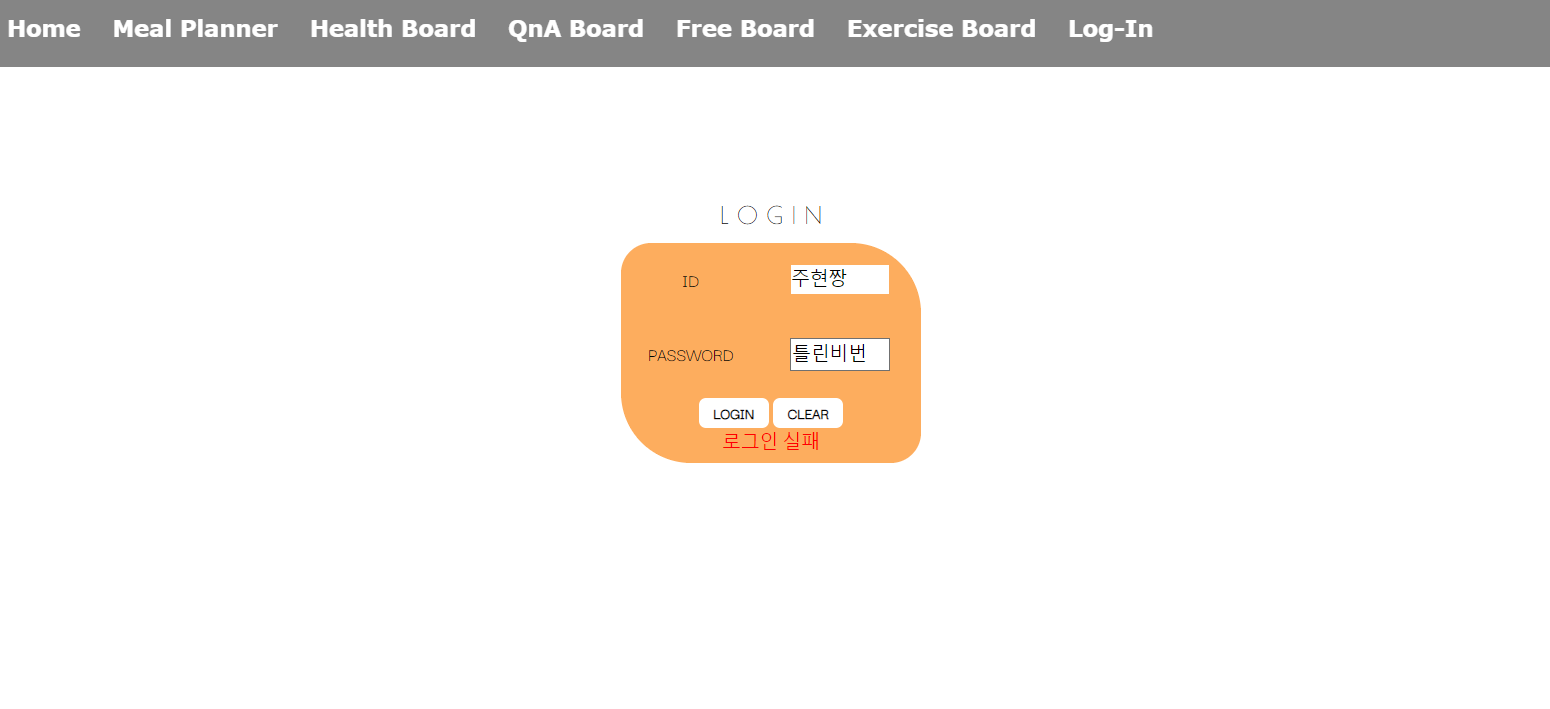 Home Meal Planner Health Board QnA Board Free Board Exercise Board Log-In
LOGIN
ID 주현짱
PASSWORD 틀린비번
LOGIN CLEAR
로그인 실패